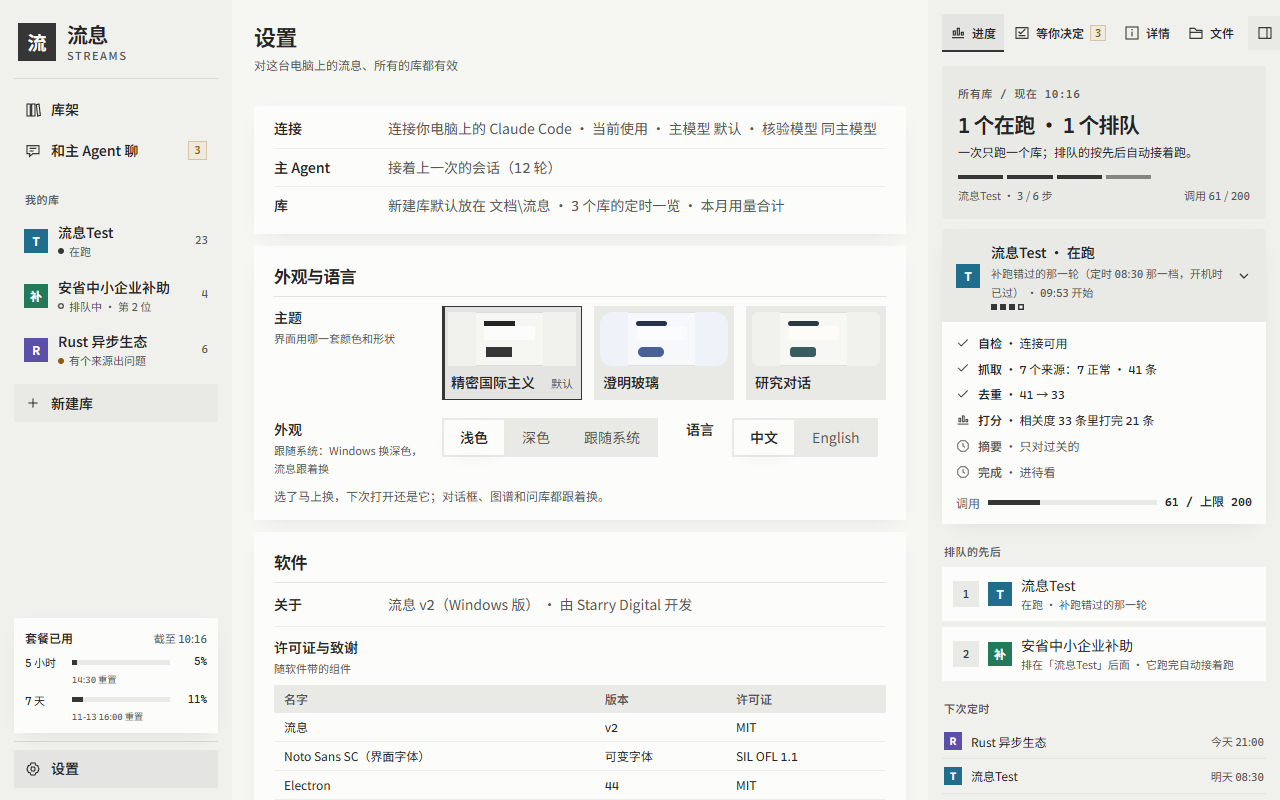 流
流息
STREAMS
库架
和主 Agent 聊
3
我的库
T
流息Test
在跑
23
补
安省中小企业补助
排队中 · 第 2 位
4
R
Rust 异步生态
有个来源出问题
6
新建库
套餐已用
截至 10:16
5 小时
5%
14:30 重置
7 天
11%
11-13 16:00 重置
设置
设置
对这台电脑上的流息、所有的库都有效
连接
连接你电脑上的 Claude Code · 当前使用 · 主模型 默认 · 核验模型 同主模型
主 Agent
接着上一次的会话（12 轮）
库
新建库默认放在 文档\流息 · 3 个库的定时一览 · 本月用量合计
外观与语言
主题
界面用哪一套颜色和形状
精密国际主义
默认
澄明玻璃
研究对话
外观
跟随系统：Windows 换深色，
流息跟着换
浅色
深色
跟随系统
语言
中文
English
选了马上换，下次打开还是它；对话框、图谱和问库都跟着换。
软件
关于
流息 v2（Windows 版） · 由 Starry Digital 开发
许可证与致谢
随软件带的组件
名字
版本
许可证
流息
v2
MIT
Noto Sans SC（界面字体）
可变字体
SIL OFL 1.1
Electron
44
MIT
进度
等你决定
3
详情
文件
所有库 / 现在 10:16
1 个在跑 · 1 个排队
一次只跑一个库；排队的按先后自动接着跑。
流息Test · 3 / 6 步
调用 61 / 200
T
流息Test · 在跑
补跑错过的那一轮（定时 08:30 那一档，开机时
已过） · 09:53 开始
自检 · 连接可用
抓取 · 7 个来源：7 正常 · 41 条
去重 · 41 → 33
打分 · 相关度 33 条里打完 21 条
摘要 · 只对过关的
完成 · 进待看
调用
61 / 上限 200
排队的先后
1
T
流息Test
在跑 · 补跑错过的那一轮
2
补
安省中小企业补助
排在「流息Test」后面 · 它跑完自动接着跑
下次定时
R
Rust 异步生态
今天 21:00
T
流息Test
明天 08:30